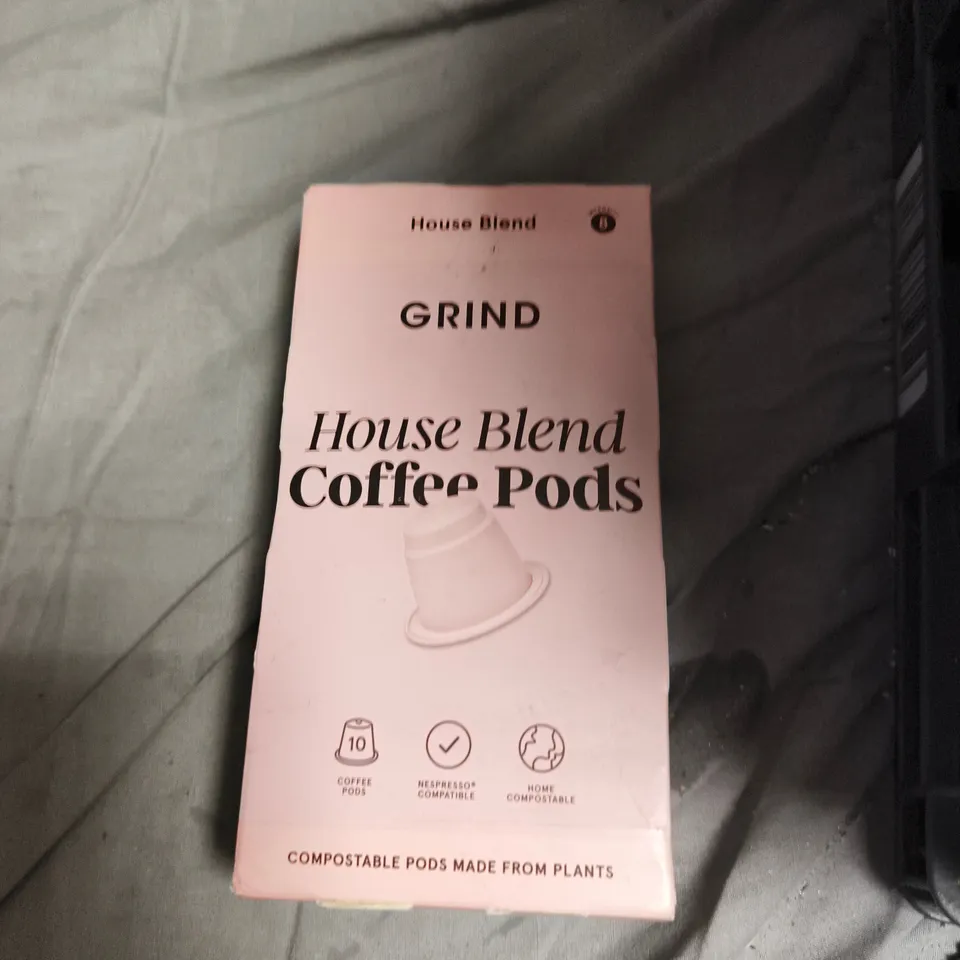 House Blend
8
GRIND
House Blend
Coffee Pods
10
COFFEE
PODS
NESPRESSO®
COMPATIBLE
HOME
COMPOSTABLE
COMPOSTABLE PODS MADE FROM PLANTS